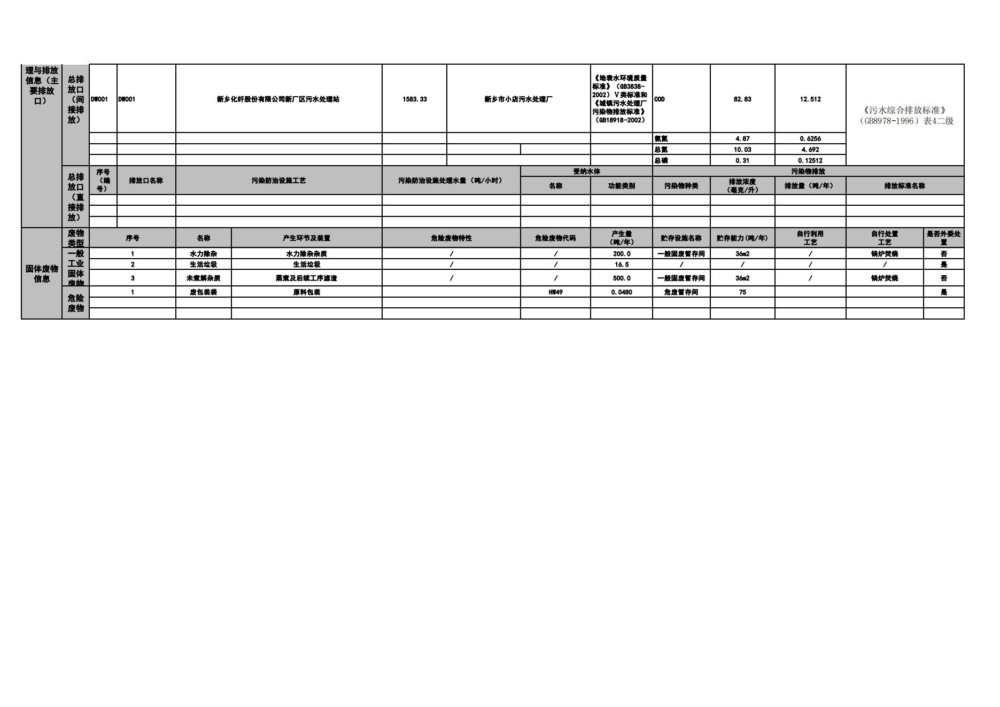 理与排放
信息（主
要排放
口）
总排
放口
（间
接排
放）
DW001
DW001
新乡化纤股份有限公司新厂区污水处理站
1583.33
新乡市小店污水处理厂
《地表水环境质量
标准》（GB3838-
2002）Ⅴ类标准和
《城镇污水处理厂
污染物排放标准》
（GB18918-2002）
COD
82.83
12.512
《污水综合排放标准》
（GB8978-1996）表4二级
氨氮
4.87
0.6256
总氮
10.03
4.692
总磷
0.31
0.12512
总排
放口
（直
接排
放）
序号
（编
号）
排放口名称
污染防治设施工艺
污染防治设施处理水量（吨/小时）
受纳水体
污染物排放
名称
功能类别
污染物种类
排放浓度
（毫克/升）
排放量（吨/年）
排放标准名称
固体废物
信息
废物
类型
序号
名称
产生环节及装置
危险废物特性
危险废物代码
产生量
（吨/年）
贮存设施名称
贮存能力(吨/年)
自行利用
工艺
自行处置
工艺
是否外委处
置
一般
工业
固体
废物
1
水力除杂
水力除杂杂质
/
/
200.0
一般固废暂存间
36m2
/
锅炉焚烧
否
2
生活垃圾
生活垃圾
/
/
16.5
/
/
/
/
是
3
未煮解杂质
蒸煮及后续工序滤渣
/
/
500.0
一般固废暂存间
36m2
/
锅炉焚烧
否
危险
废物
1
废包装袋
原料包装
HW49
0.0480
危废暂存间
75
是